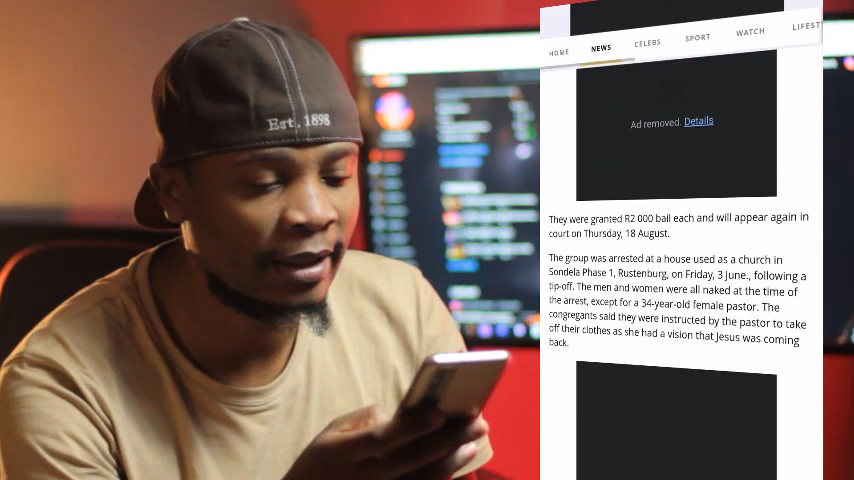 Est. 1898
HOME NEWS CELEBS SPORT WATCH
Ad removed. Details
They were granted R2 000 bail each and will appear again in
court on Thursday, 18 August.
The group was arrested at a house used as a church in
Sondela Phase 1, Rustenburg, on Friday, 3 June., following a
tip-off. The men and women were all naked at the time of
the arrest, except for a 34-year-old female pastor. The
congregants said they were instructed by the pastor to take
off their clothes as she had a vision that Jesus was coming
back.